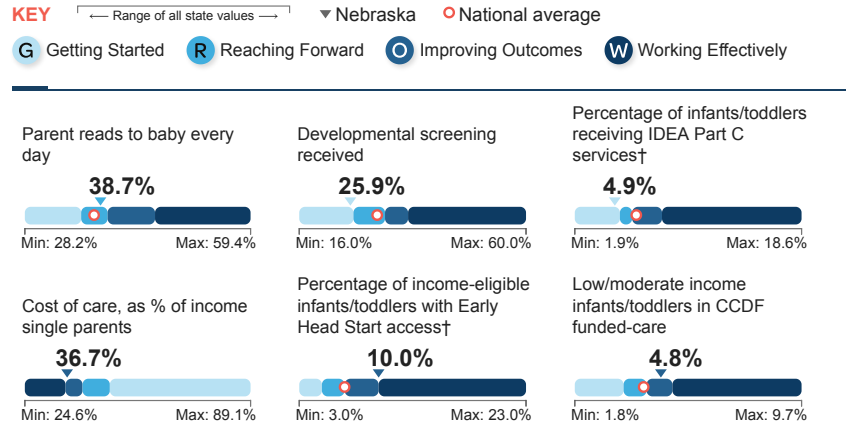 KEY
Range of all state values
Nebraska
National average
G Getting Started
R Reaching Forward
O Improving Outcomes
W Working Effectively
Parent reads to baby every
day
38.7%
Min: 28.2% Max: 59.4%
Developmental screening
received
25.9%
Min: 16.0% Max: 60.0%
Percentage of infants/toddlers
receiving IDEA Part C
services†
4.9%
Min: 1.9% Max: 18.6%
Cost of care, as % of income
single parents
36.7%
Min: 24.6% Max: 89.1%
Percentage of income-eligible
infants/toddlers with Early
Head Start access†
10.0%
Min: 3.0% Max: 23.0%
Low/moderate income
infants/toddlers in CCDF
funded-care
4.8%
Min: 1.8% Max: 9.7%